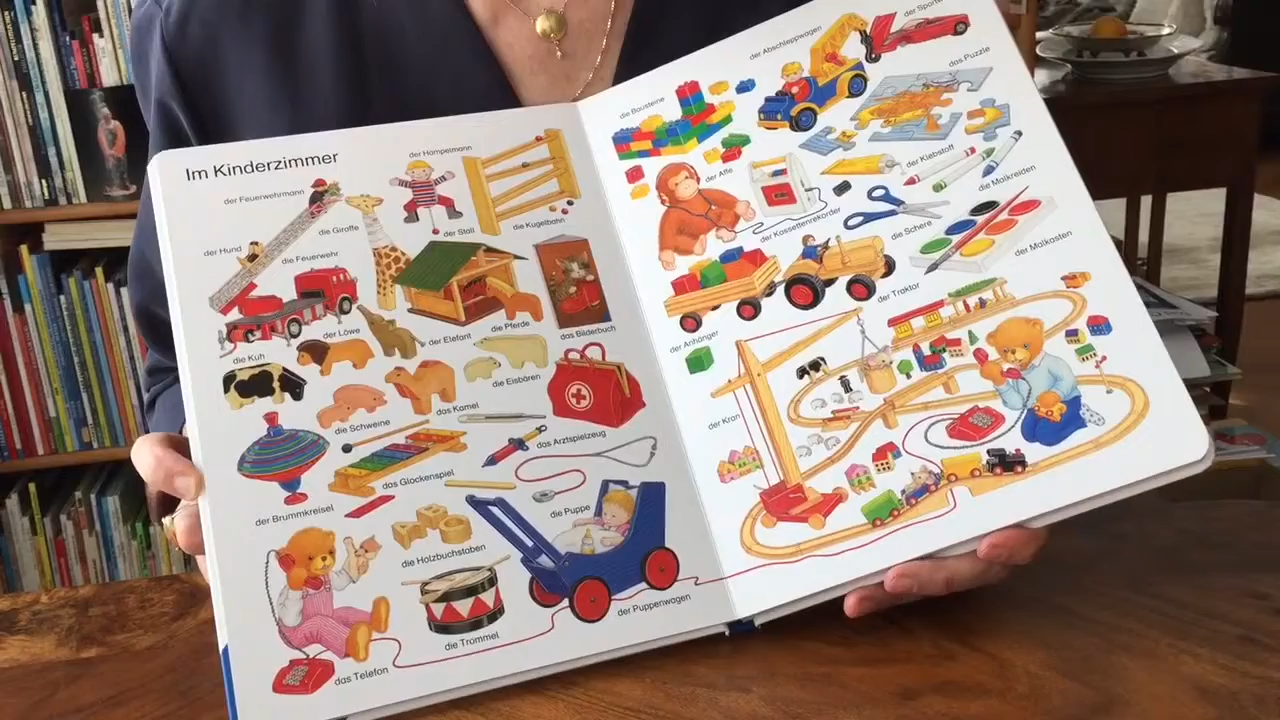 Im Kinderzimmer
der Hampelmann
der Feuerwehrmann
die Giraffe
der Stall
die Kugelbahn
der Hund
die Feuerwehr
der Löwe
der Elefant
die Pferde
das Bilderbuch
die Kuh
die Eisbären
das Kamel
die Schweine
das Arztspielzeug
das Glockenspiel
der Brummkreisel
die Puppe
die Holzbuchstaben
der Puppenwagen
die Trommel
das Telefon
der Abschleppwagen
das Puzzle
die Bausteine
der Klebstoff
der Affe
die Malkreiden
der Kassettenrekorder
die Schere
der Malkasten
der Traktor
der Anhänger
der Kran